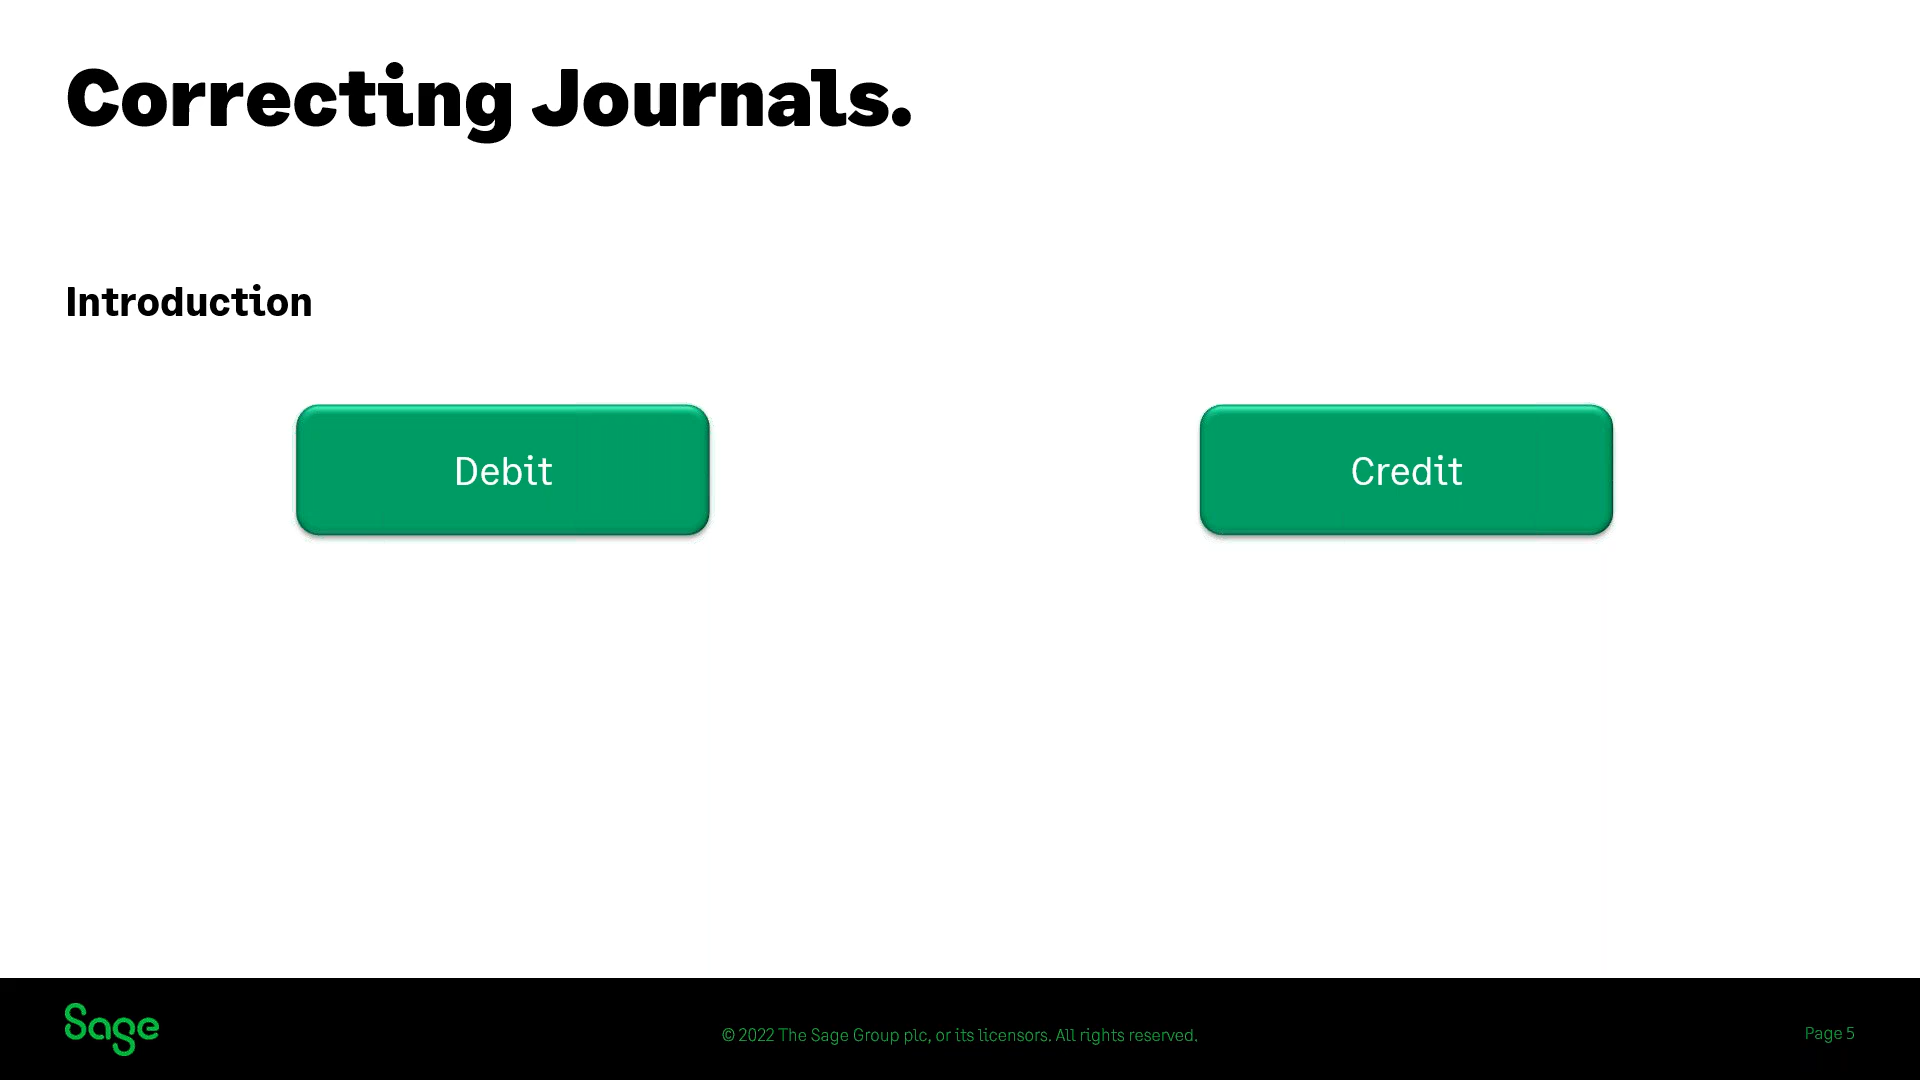 Correcting Journals.
Introduction
Debit
Credit
Sage
© 2022 The Sage Group plc, or its licensors. All rights reserved.
Page 5